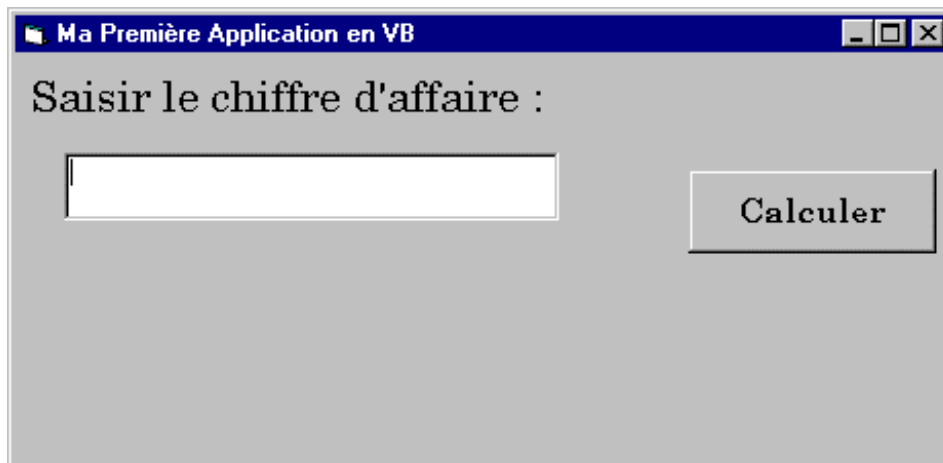 Ma Première Application en VB
Saisir le chiffre d'affaire :
Calculer